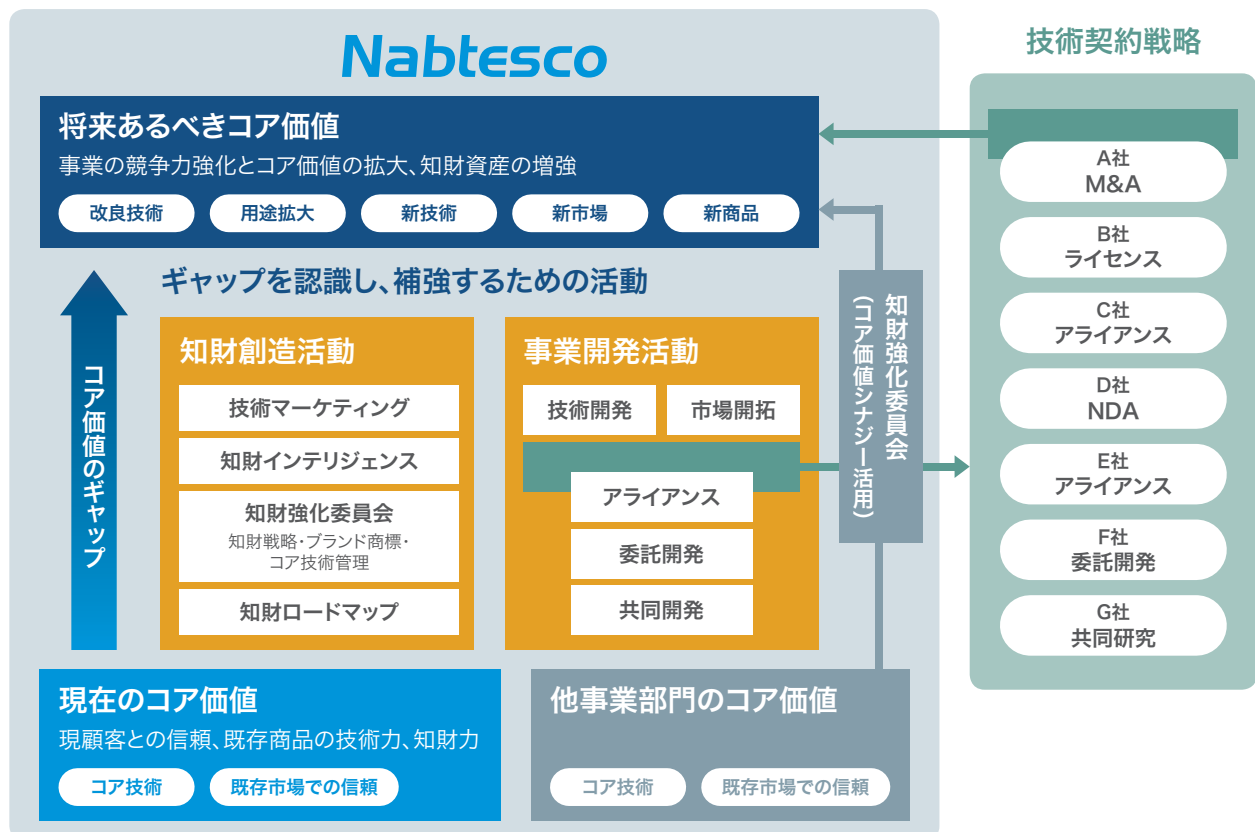 Nabtesco
将来あるべきコア価値
事業の競争力強化とコア価値の拡大、知財資産の増強
改良技術
用途拡大
新技術
新市場
新商品
ギャップを認識し、補強するための活動
コア価値のギャップ
知財創造活動
技術マーケティング
知財インテリジェンス
知財強化委員会
知財戦略・ブランド商標・
コア技術管理
知財ロードマップ
事業開発活動
技術開発
市場開拓
アライアンス
委託開発
共同開発
知財強化委員会
(コア価値シナジー活用)
現在のコア価値
現顧客との信頼、既存商品の技術力、知財力
コア技術
既存市場での信頼
他事業部門のコア価値
コア技術
既存市場での信頼
技術契約戦略
A社
M&A
B社
ライセンス
C社
アライアンス
D社
NDA
E社
アライアンス
F社
委託開発
G社
共同研究